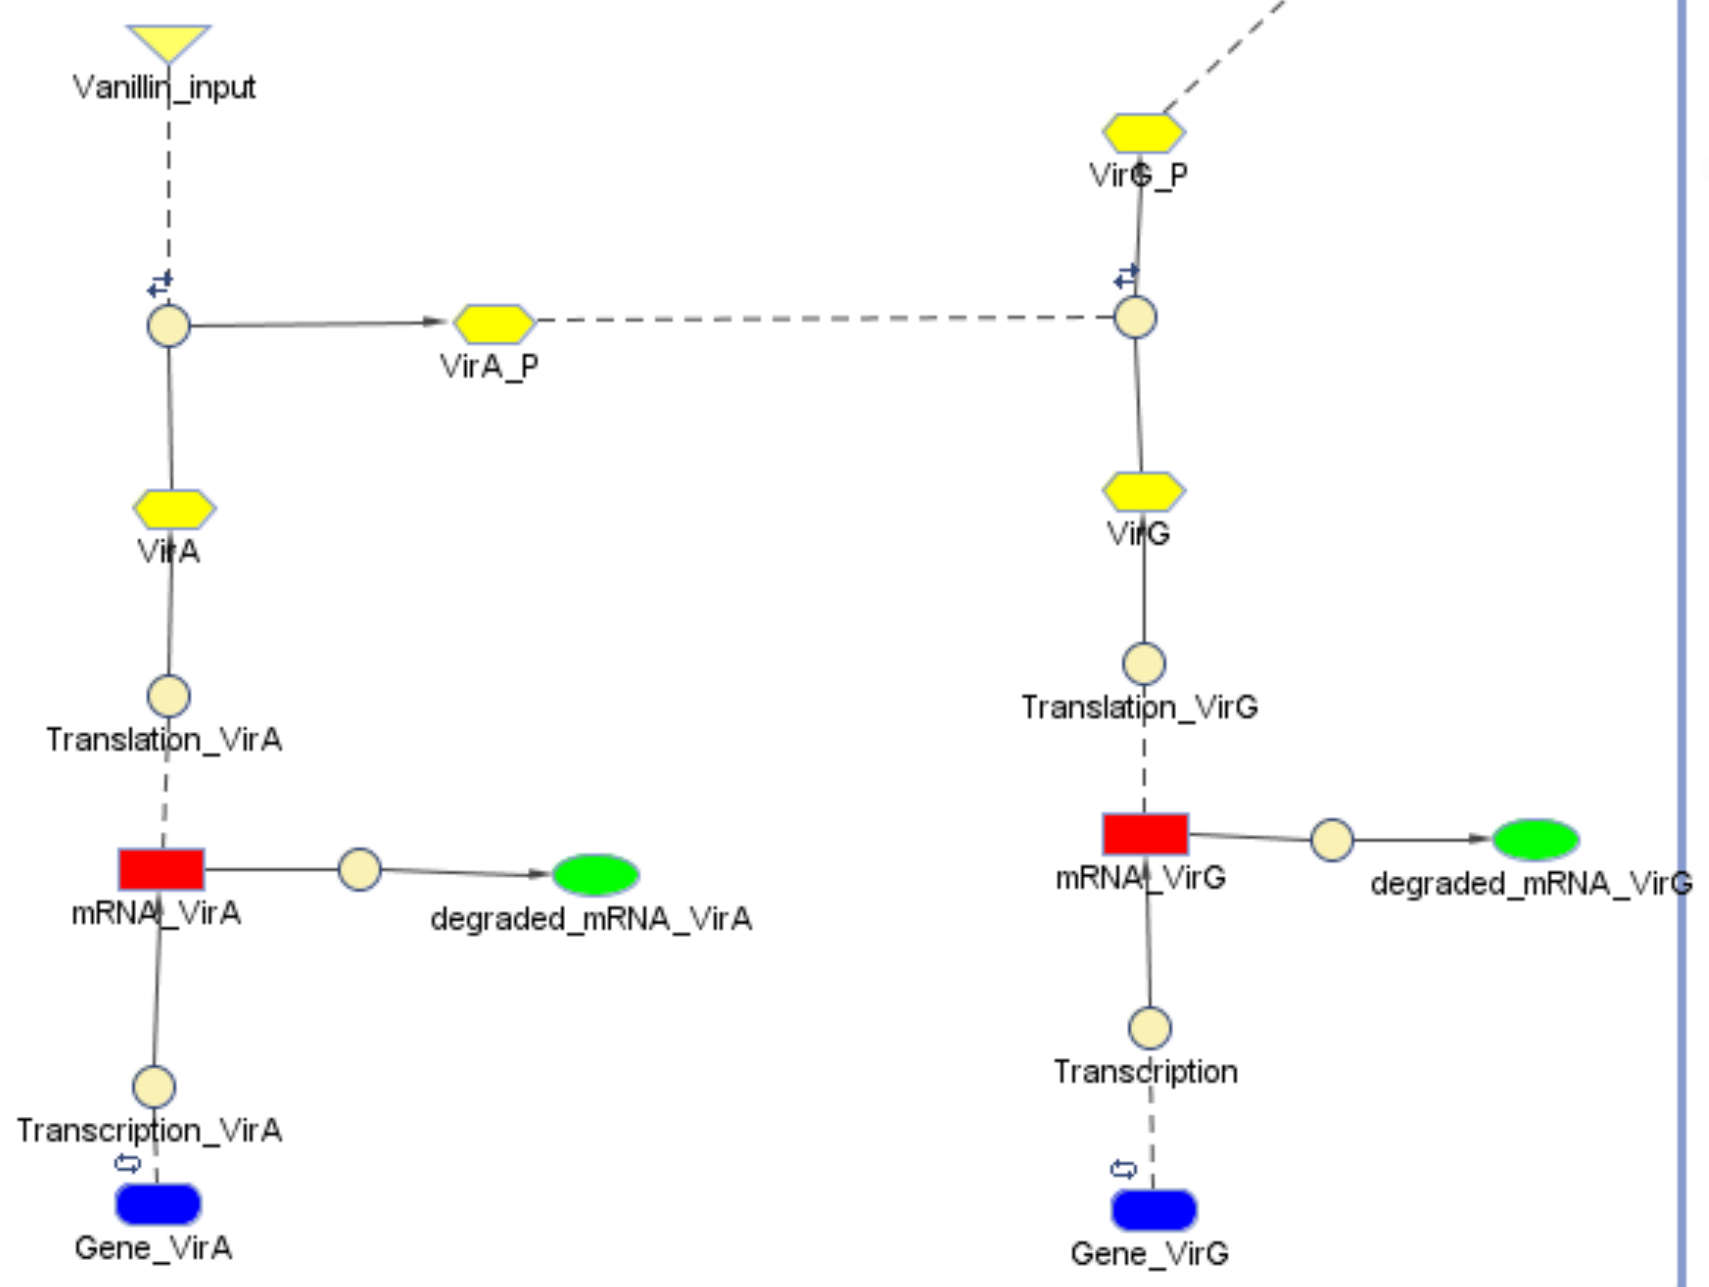 Vanillin_input
VirG_P
VirA_P
VirA
VirG
Translation_VirA
Translation_VirG
mRNA_VirA
degraded_mRNA_VirA
mRNA_VirG
degraded_mRNA_VirG
Transcription_VirA
Transcription
Gene_VirA
Gene_VirG